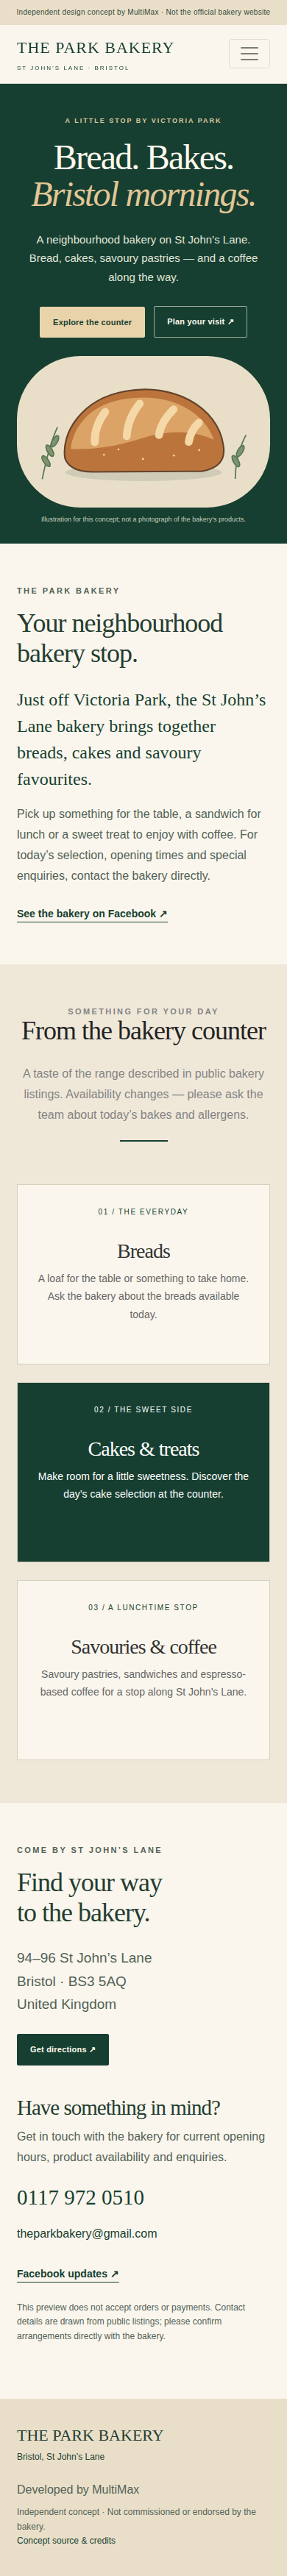 Independent design concept by MultiMax · Not the official bakery website
THE PARK BAKERY
ST JOHN'S LANE · BRISTOL
A LITTLE STOP BY VICTORIA PARK
Bread. Bakes.
Bristol mornings.
A neighbourhood bakery on St John's Lane.
Bread, cakes, savoury pastries — and a coffee
along the way.
Explore the counter
Plan your visit ↗
Illustration for this concept; not a photograph of the bakery's products.
THE PARK BAKERY
Your neighbourhood
bakery stop.
Just off Victoria Park, the St John's
Lane bakery brings together
breads, cakes and savoury
favourites.
Pick up something for the table, a sandwich for
lunch or a sweet treat to enjoy with coffee. For
today's selection, opening times and special
enquiries, contact the bakery directly.
See the bakery on Facebook ↗
SOMETHING FOR YOUR DAY
From the bakery counter
A taste of the range described in public bakery
listings. Availability changes — please ask the
team about today's bakes and allergens.
01 / THE EVERYDAY
Breads
A loaf for the table or something to take home.
Ask the bakery about the breads available
today.
02 / THE SWEET SIDE
Cakes & treats
Make room for a little sweetness. Discover the
day's cake selection at the counter.
03 / A LUNCHTIME STOP
Savouries & coffee
Savoury pastries, sandwiches and espresso-
based coffee for a stop along St John's Lane.
COME BY ST JOHN'S LANE
Find your way
to the bakery.
94–96 St John's Lane
Bristol · BS3 5AQ
United Kingdom
Get directions ↗
Have something in mind?
Get in touch with the bakery for current opening
hours, product availability and enquiries.
0117 972 0510
theparkbakery@gmail.com
Facebook updates ↗
This preview does not accept orders or payments. Contact
details are drawn from public listings; please confirm
arrangements directly with the bakery.
THE PARK BAKERY
Bristol, St John's Lane
Developed by MultiMax
Independent concept · Not commissioned or endorsed by the
bakery.
Concept source & credits